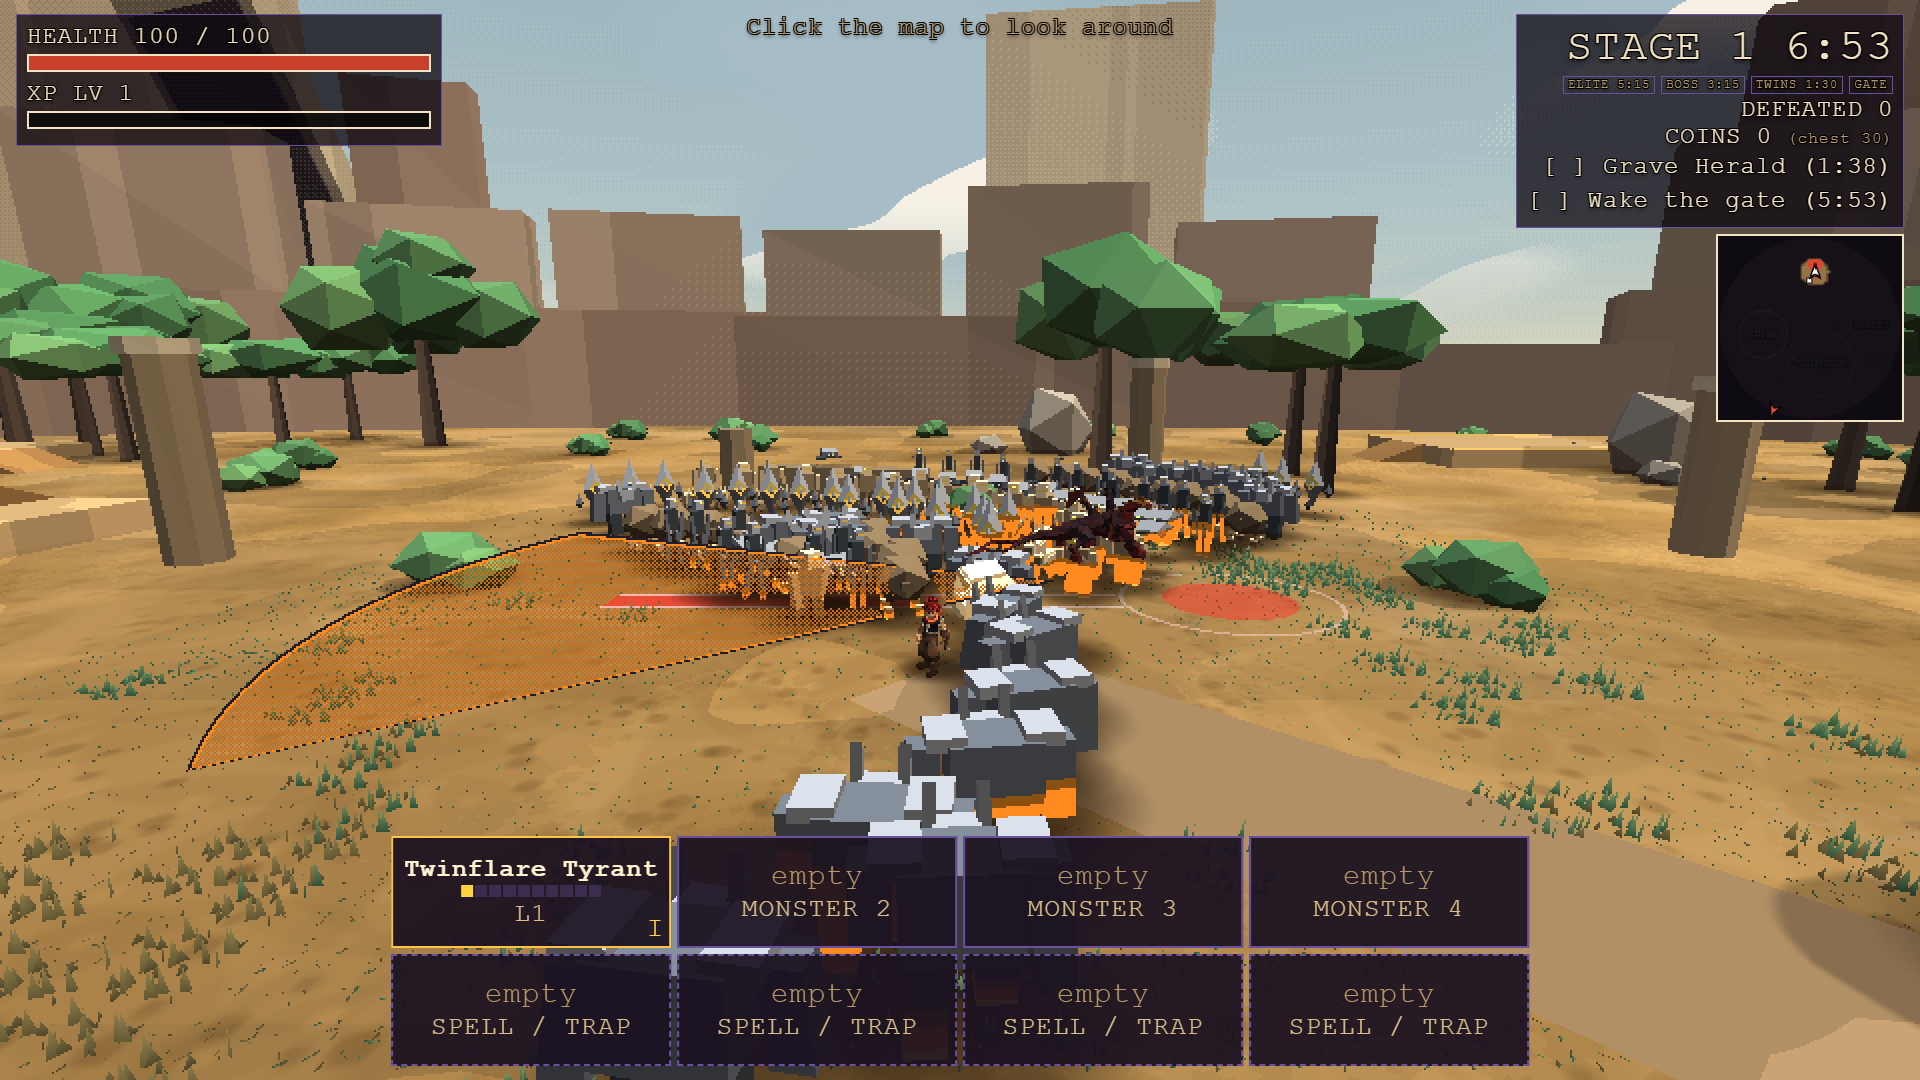 HEALTH 100 / 100
XP LV 1
Click the map to look around
STAGE 1 6:53
ELITE 5:15 BOSS 3:15 TWINS 1:30 GATE
DEFEATED 0
COINS 0 (chest 30)
[ ] Grave Herald (1:38)
[ ] Wake the gate (5:53)
Twinflare Tyrant
L1
I
empty
MONSTER 2
empty
MONSTER 3
empty
MONSTER 4
empty
SPELL / TRAP
empty
SPELL / TRAP
empty
SPELL / TRAP
empty
SPELL / TRAP